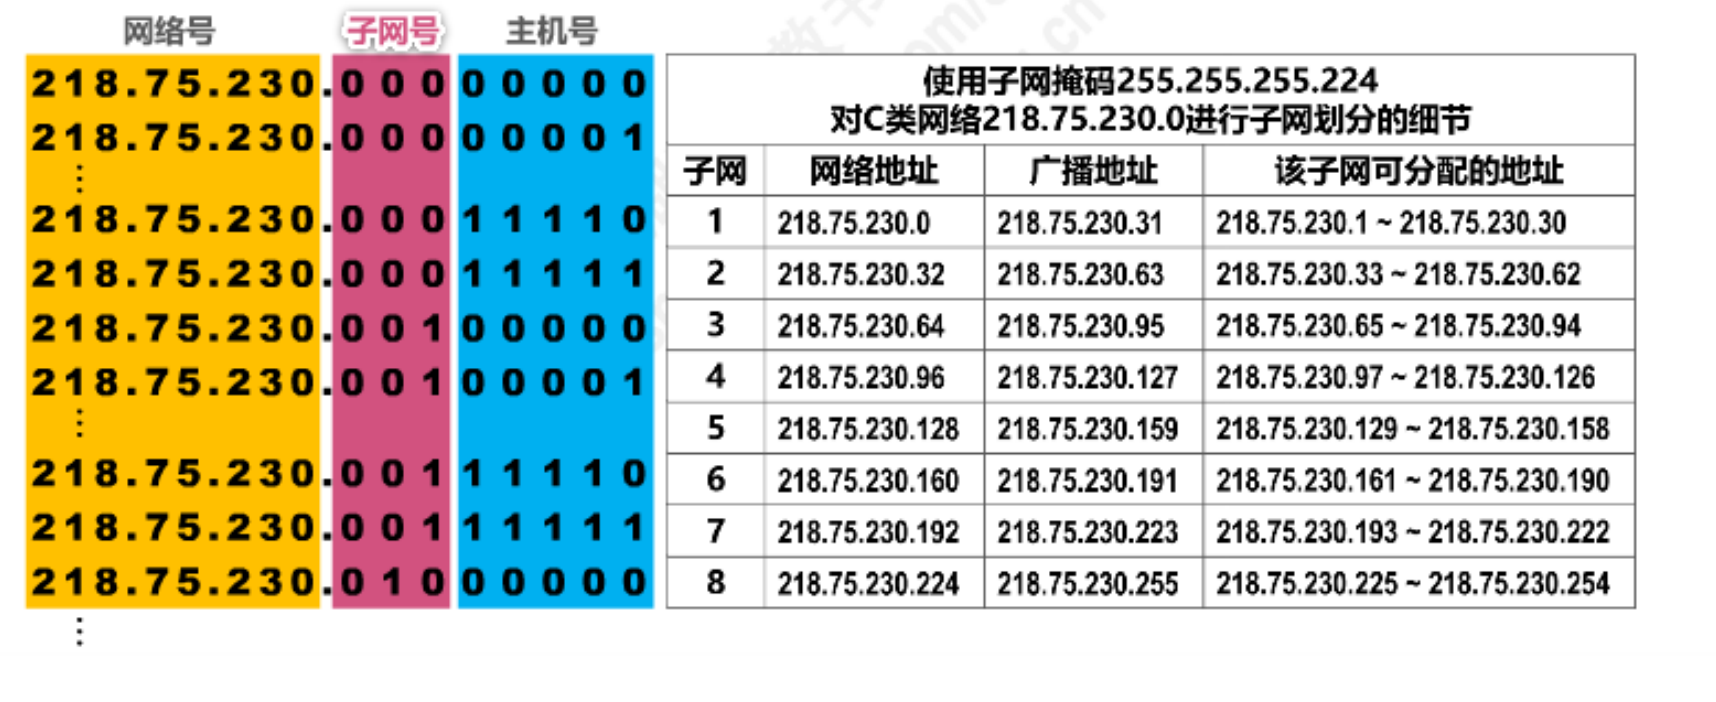 网络号 子网号 主机号
218.75.230.000 00000
218.75.230.000 00001
⋮
218.75.230.000 11110
218.75.230.000 11111
218.75.230.001 00000
218.75.230.001 00001
⋮
218.75.230.001 11110
218.75.230.001 11111
218.75.230.010 00000
⋮
使用子网掩码255.255.255.224
对C类网络218.75.230.0进行子网划分的细节
子网 网络地址 广播地址 该子网可分配的地址
1 218.75.230.0 218.75.230.31 218.75.230.1 ~ 218.75.230.30
2 218.75.230.32 218.75.230.63 218.75.230.33 ~ 218.75.230.62
3 218.75.230.64 218.75.230.95 218.75.230.65 ~ 218.75.230.94
4 218.75.230.96 218.75.230.127 218.75.230.97 ~ 218.75.230.126
5 218.75.230.128 218.75.230.159 218.75.230.129 ~ 218.75.230.158
6 218.75.230.160 218.75.230.191 218.75.230.161 ~ 218.75.230.190
7 218.75.230.192 218.75.230.223 218.75.230.193 ~ 218.75.230.222
8 218.75.230.224 218.75.230.255 218.75.230.225 ~ 218.75.230.254